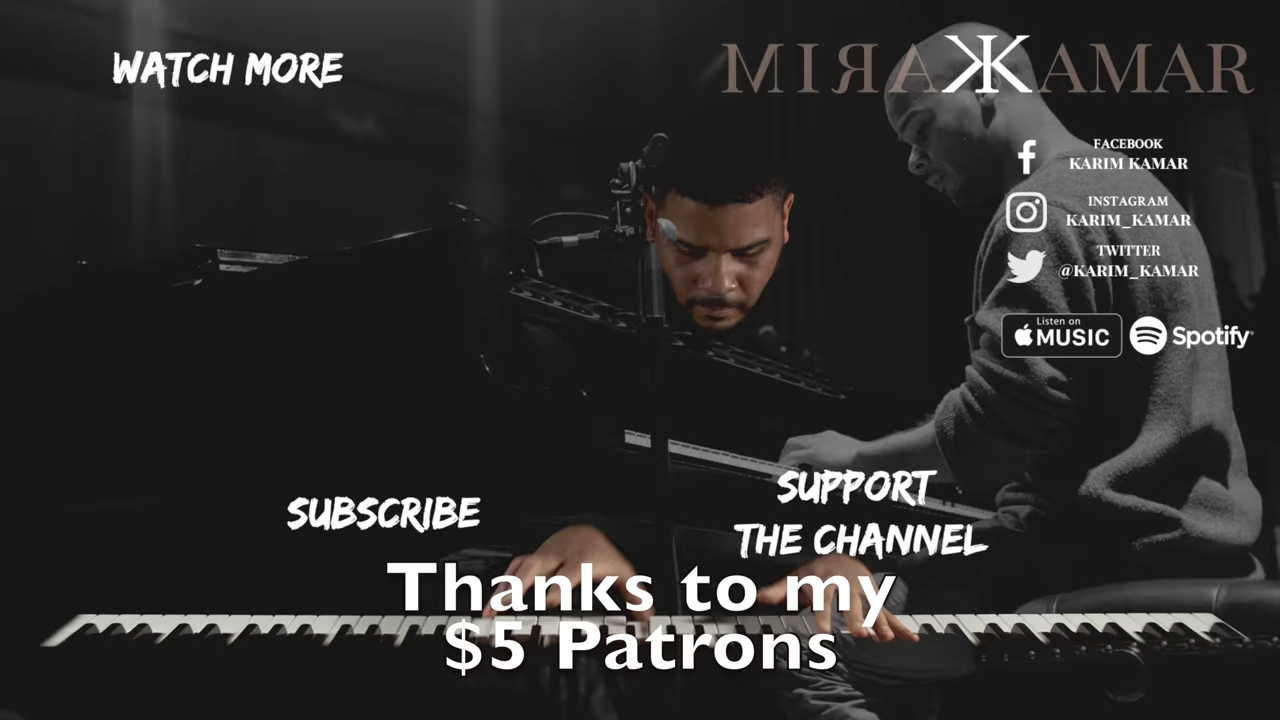 WATCH MORE
MIRAKKAMAR
FACEBOOK
KARIM KAMAR
INSTAGRAM
KARIM_KAMAR
TWITTER
@KARIM_KAMAR
Listen on
MUSIC
Spotify
SUPPORT
THE CHANNEL
SUBSCRIBE
Thanks to my
$5 Patrons